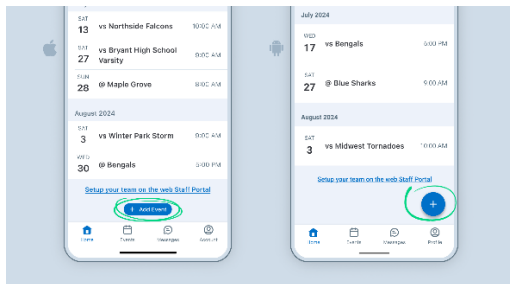 SAT
13
vs Northside Falcons
10:00 AM
SAT
27
vs Bryant High School
Varsity
9:00 AM
SUN
28
@ Maple Grove
8:00 AM
August 2024
SAT
3
vs Winter Park Storm
9:00 AM
WED
30
@ Bengals
5:00 PM
Setup your team on the web Staff Portal
+ Add Event
Home
Events
Messages
Account
July 2024
WED
17
vs Bengals
5:00 PM
SAT
27
@ Blue Sharks
9:00 AM
August 2024
SAT
3
vs Midwest Tornadoes
10:00 AM
Setup your team on the web Staff Portal
+
Home
Events
Messages
Profile